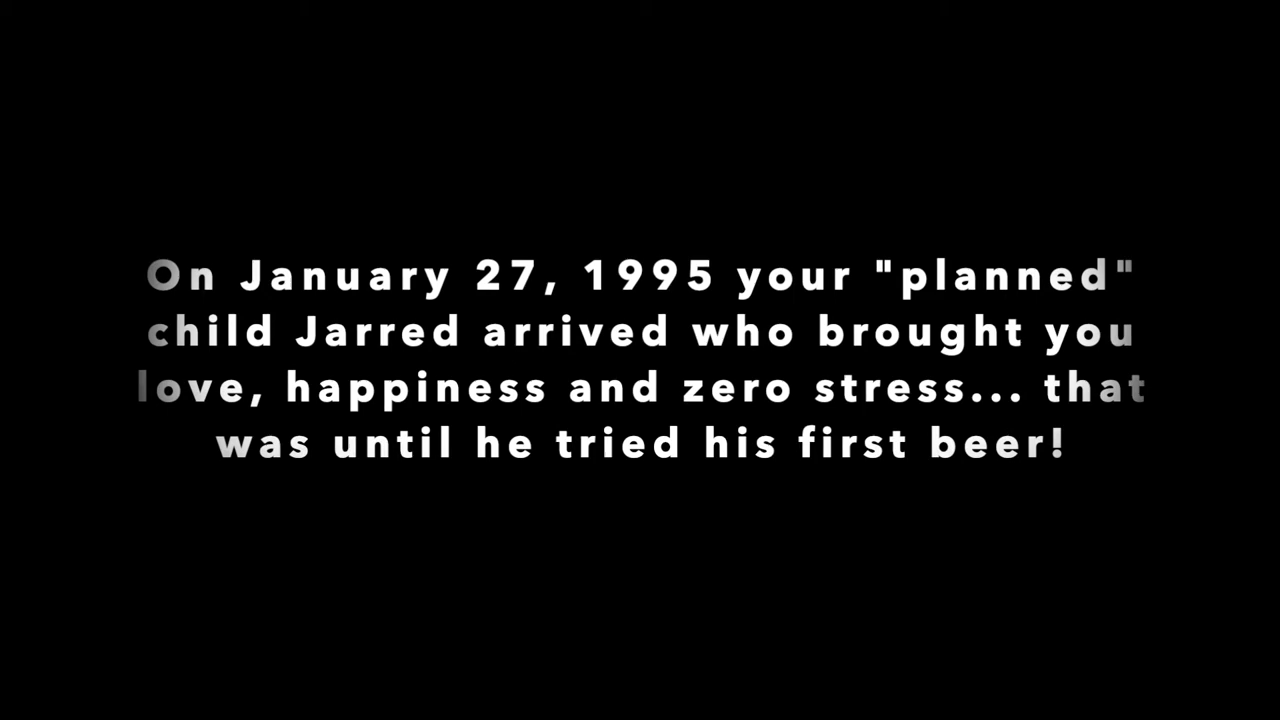 On January 27, 1995 your "planned"
child Jarred arrived who brought you
love, happiness and zero stress... that
was until he tried his first beer!